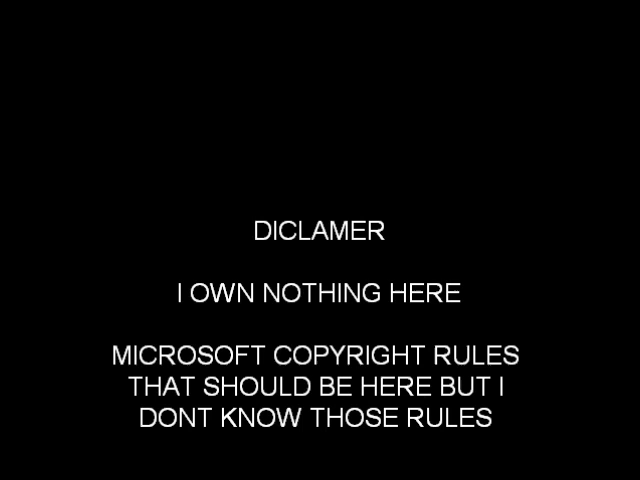 DICLAMER
I OWN NOTHING HERE
MICROSOFT COPYRIGHT RULES
THAT SHOULD BE HERE BUT I
DONT KNOW THOSE RULES